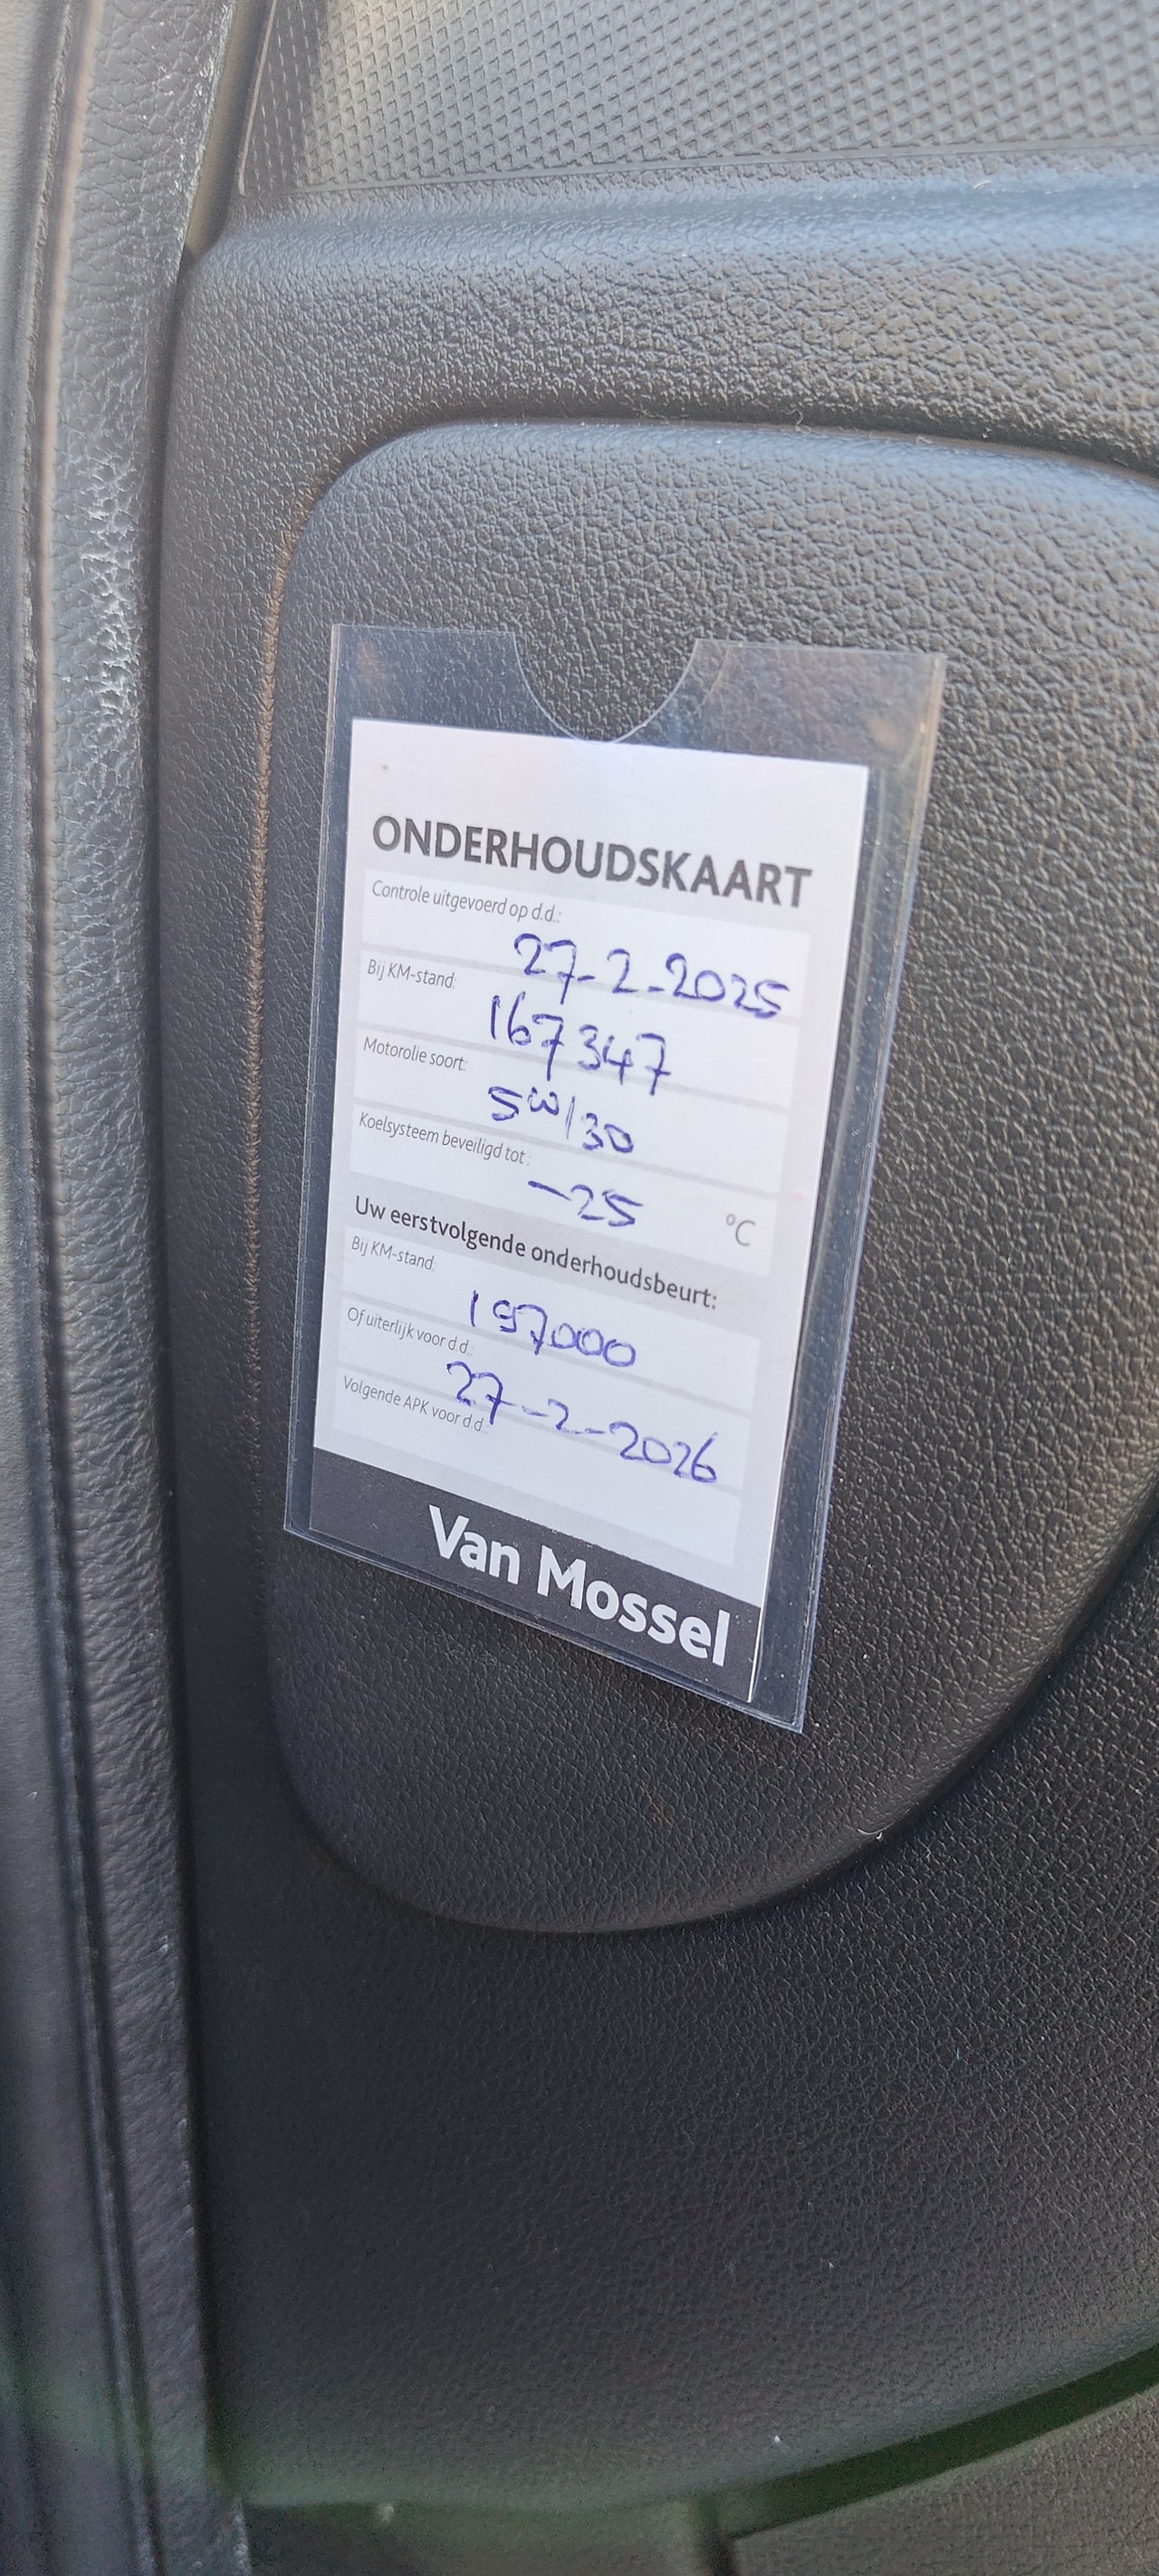 ONDERHOUDSKAART
Controle uitgevoerd op d.d.:
27-2-2025
Bij KM-stand:
167347
Motorolie soort:
5W/30
Koelsysteem beveiligd tot:
-25 °C
Uw eerstvolgende onderhoudsbeurt:
Bij KM-stand:
197000
Of uiterlijk voor d.d.:
27-2-2026
Volgende APK voor d.d.:
Van Mossel